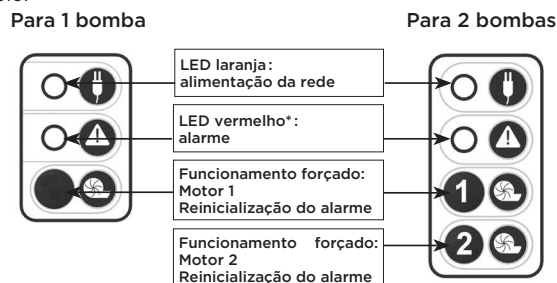 Para 1 bomba
Para 2 bombas
LED laranja:
alimentação da rede
LED vermelho*:
alarme
Funcionamento forçado:
Motor 1
Reinicialização do alarme
Funcionamento forçado:
Motor 2
Reinicialização do alarme
1
2